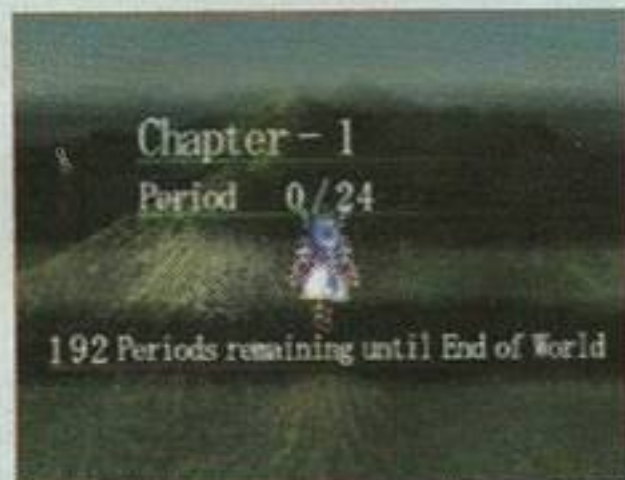 Chapter - 1
Period 0/24
192 Periods remaining until End of World